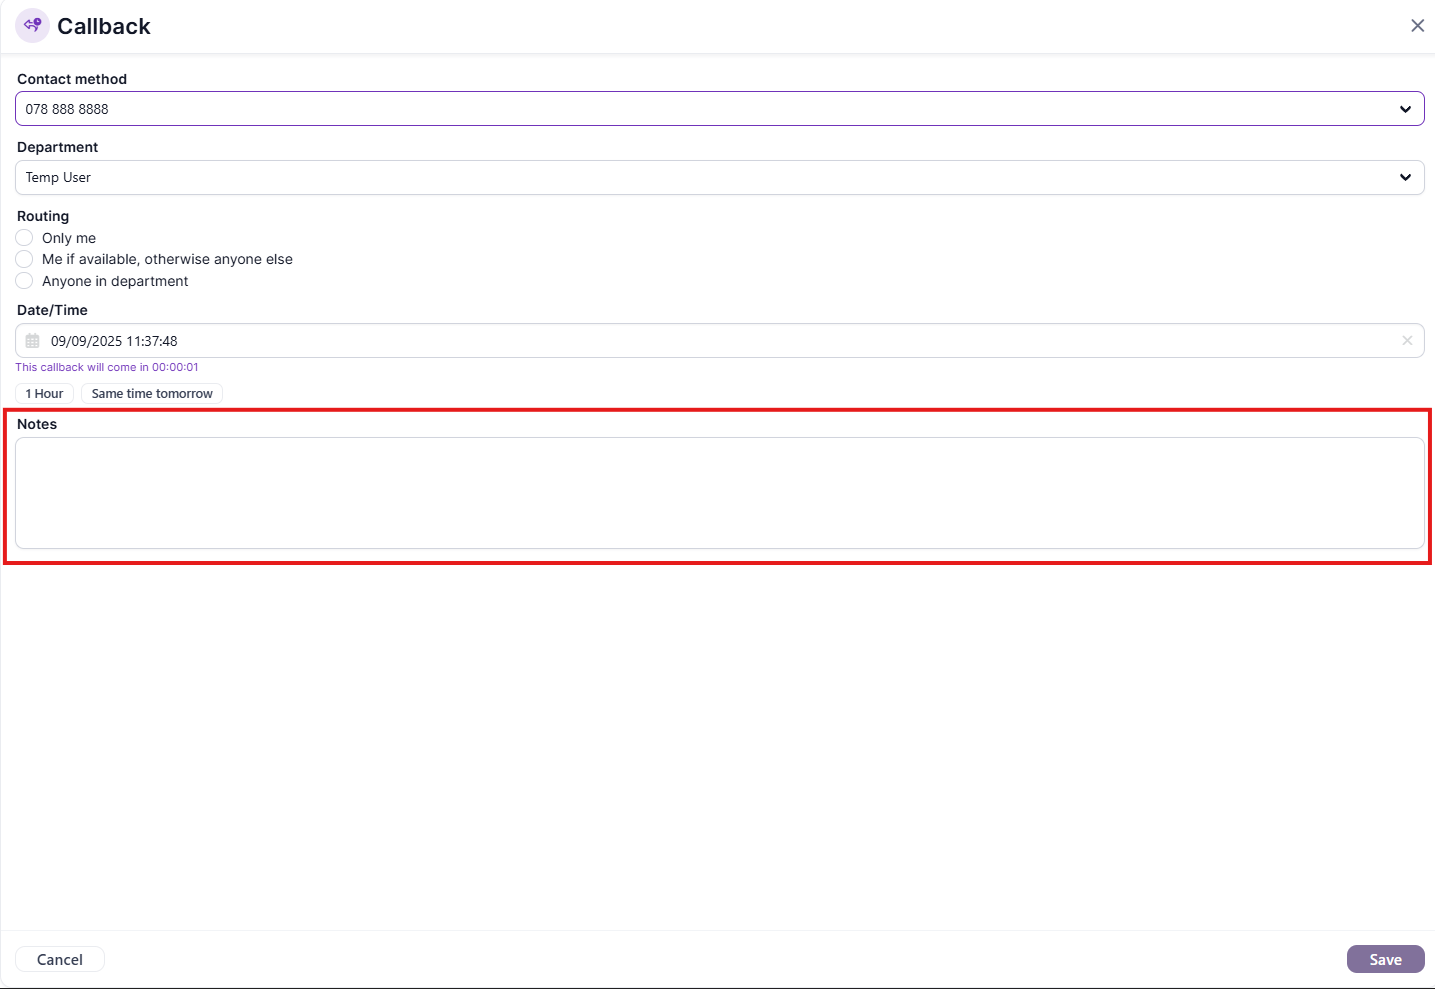 Callback
Contact method
078 888 8888
Department
Temp User
Routing
Only me
Me if available, otherwise anyone else
Anyone in department
Date/Time
09/09/2025 11:37:48
This callback will come in 00:00:01
1 Hour Same time tomorrow
Notes
Cancel Save